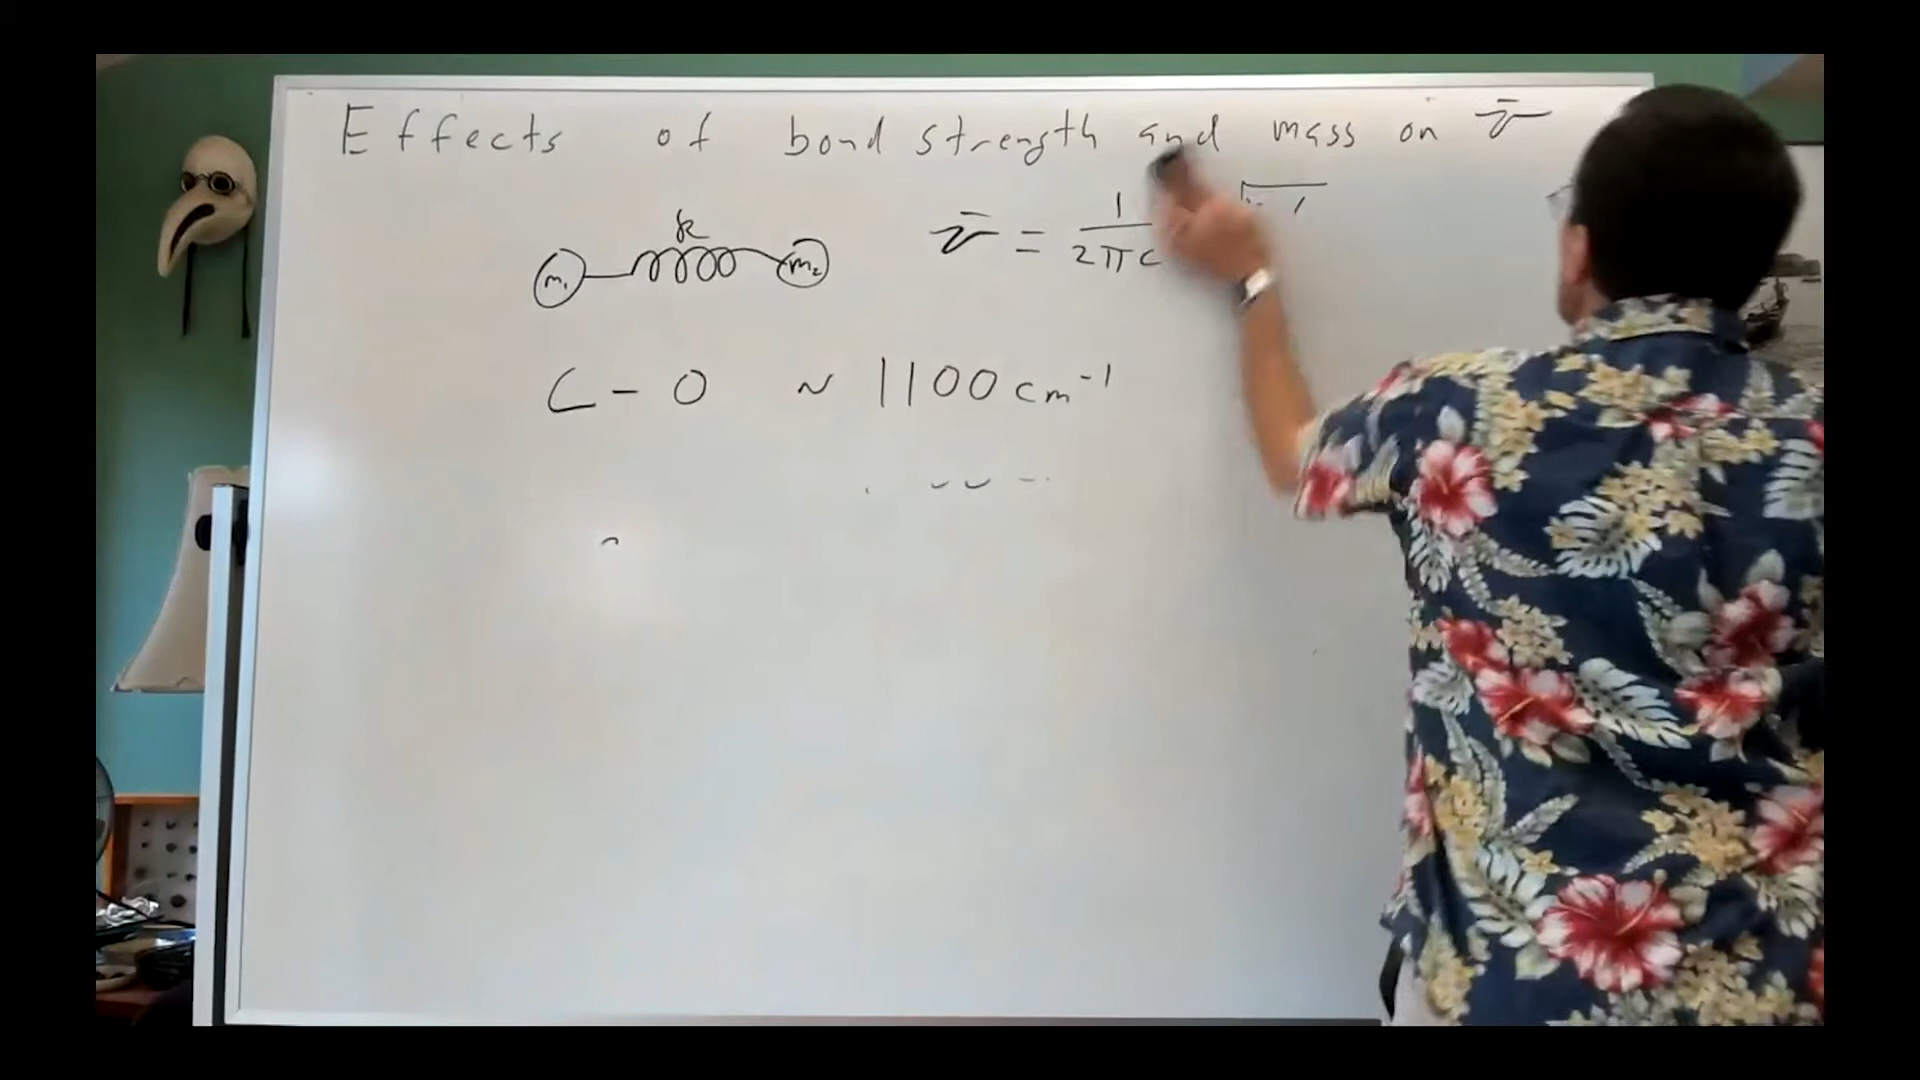 Effects of bond strength and mass on ν̄
k
m₁ m₂
ν̄ = 1/2πc √
C - O ~ 1100 cm⁻¹